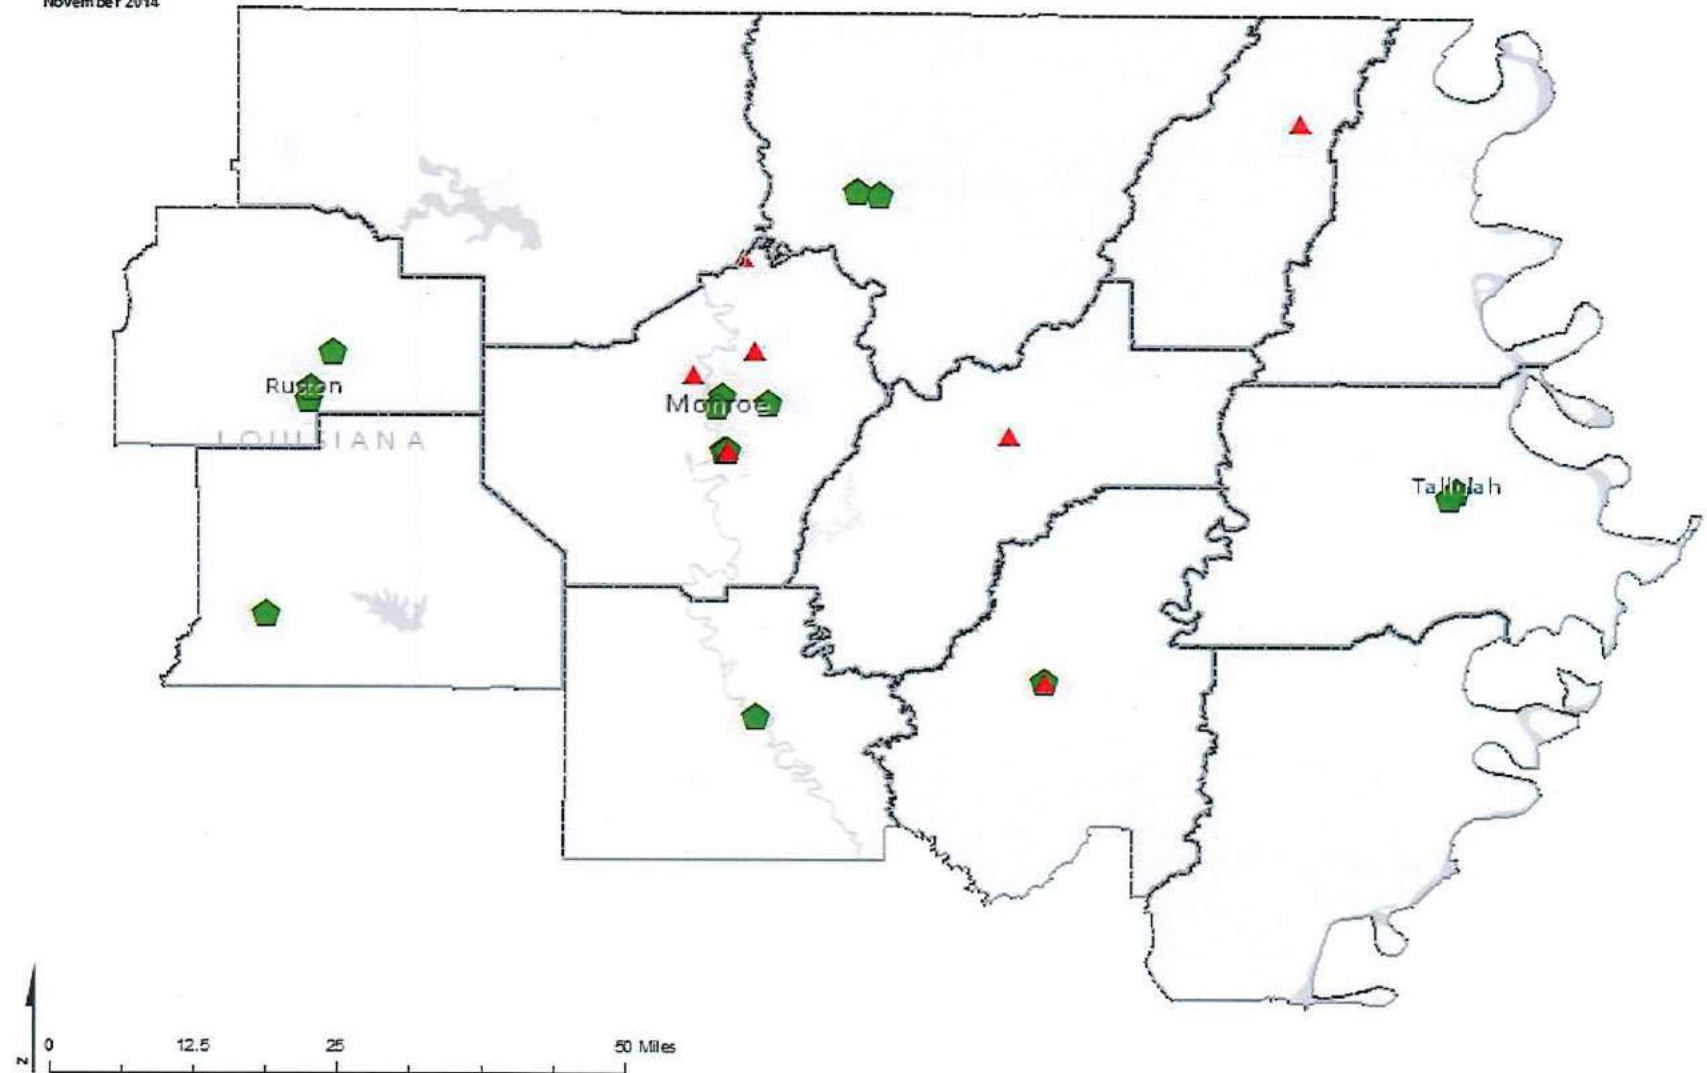 November 2014
Ruston
LOUISIANA
Monroe
Tallulah
N
0 12.5 25 50 Miles